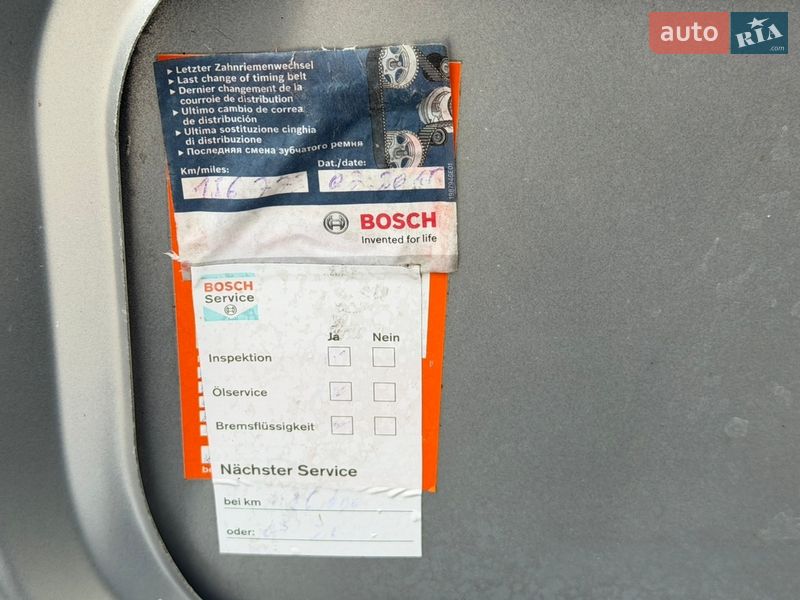 auto RIA.com
▸ Letzter Zahnriemenwechsel
▸ Last change of timing belt
▸ Dernier changement de la
courroie de distribution
▸ Ultimo cambio de correa
de distribución
▸ Ultima sostituzione cinghia
di distribuzione
▸ Последняя смена зубчатого ремня
Km/miles: Dat./date:
BOSCH
Invented for life
BOSCH
Service
Ja Nein
Inspektion
Ölservice
Bremsflüssigkeit
Nächster Service
bei km
oder:
be